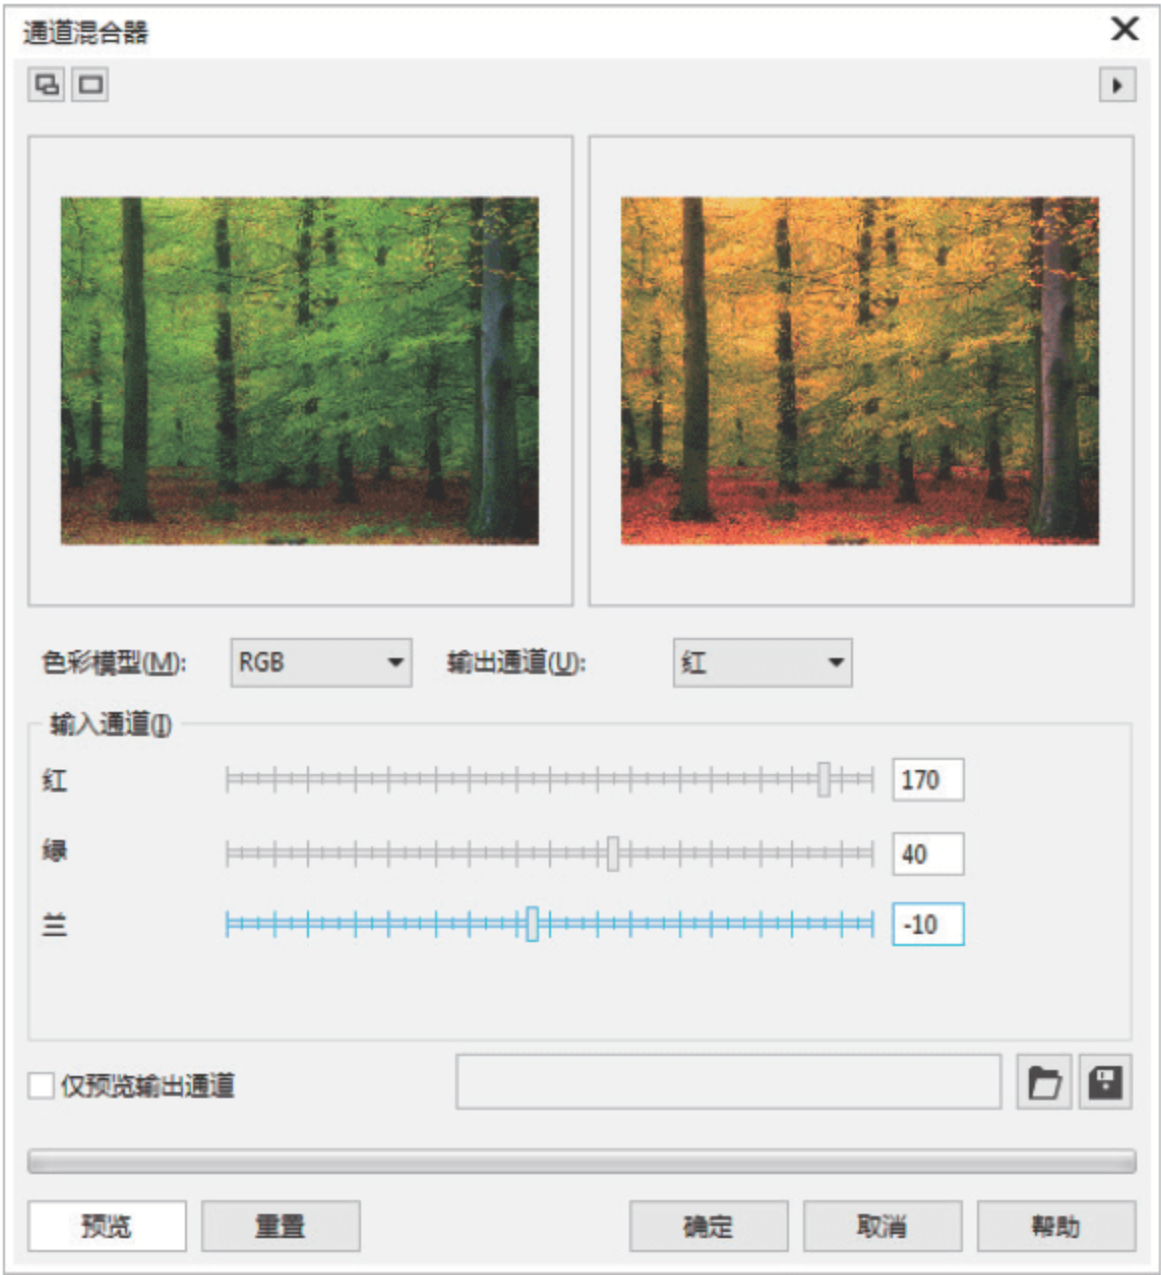 通道混合器
色彩模型(M): RGB 输出通道(U): 红
输入通道(I)
红 170
绿 40
兰 -10
仅预览输出通道
预览 重置 确定 取消 帮助